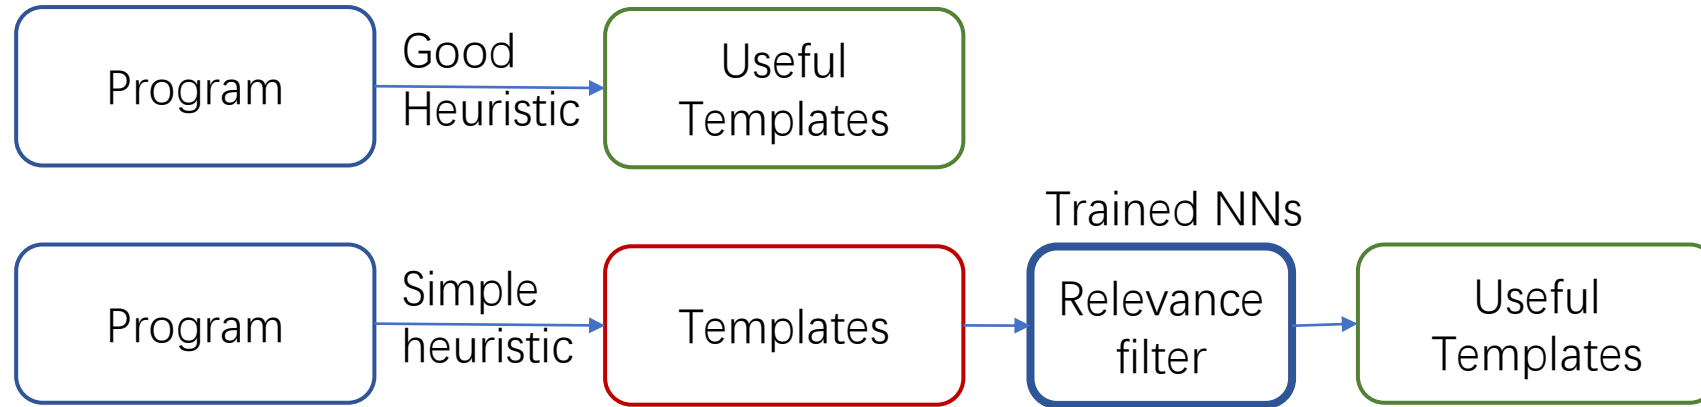 Program
Good
Heuristic
Useful
Templates
Program
Simple
heuristic
Templates
Trained NNs
Relevance
filter
Useful
Templates